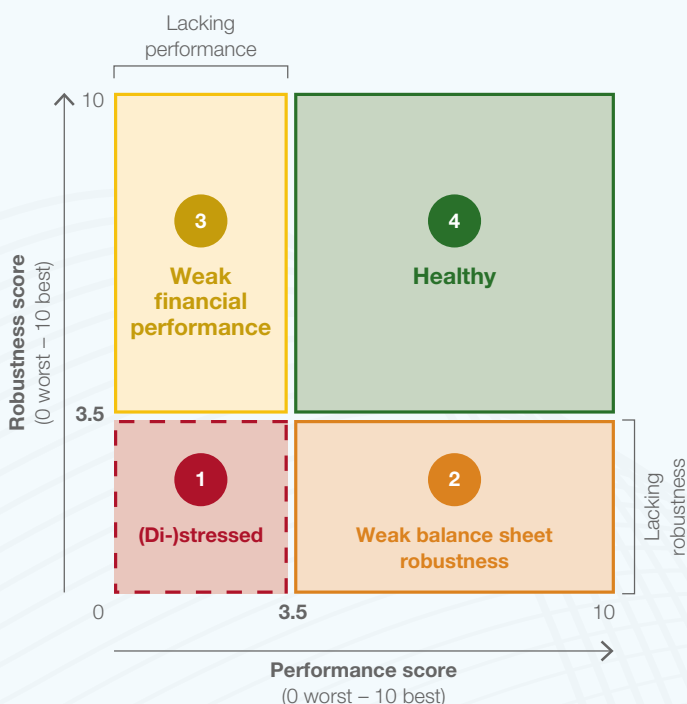 Lacking
performance
10
3
Weak
financial
performance
4
Healthy
Robustness score
(0 worst – 10 best)
3.5
1
(Di-)stressed
2
Weak balance sheet
robustness
Lacking
robustness
0
3.5
10
Performance score
(0 worst – 10 best)